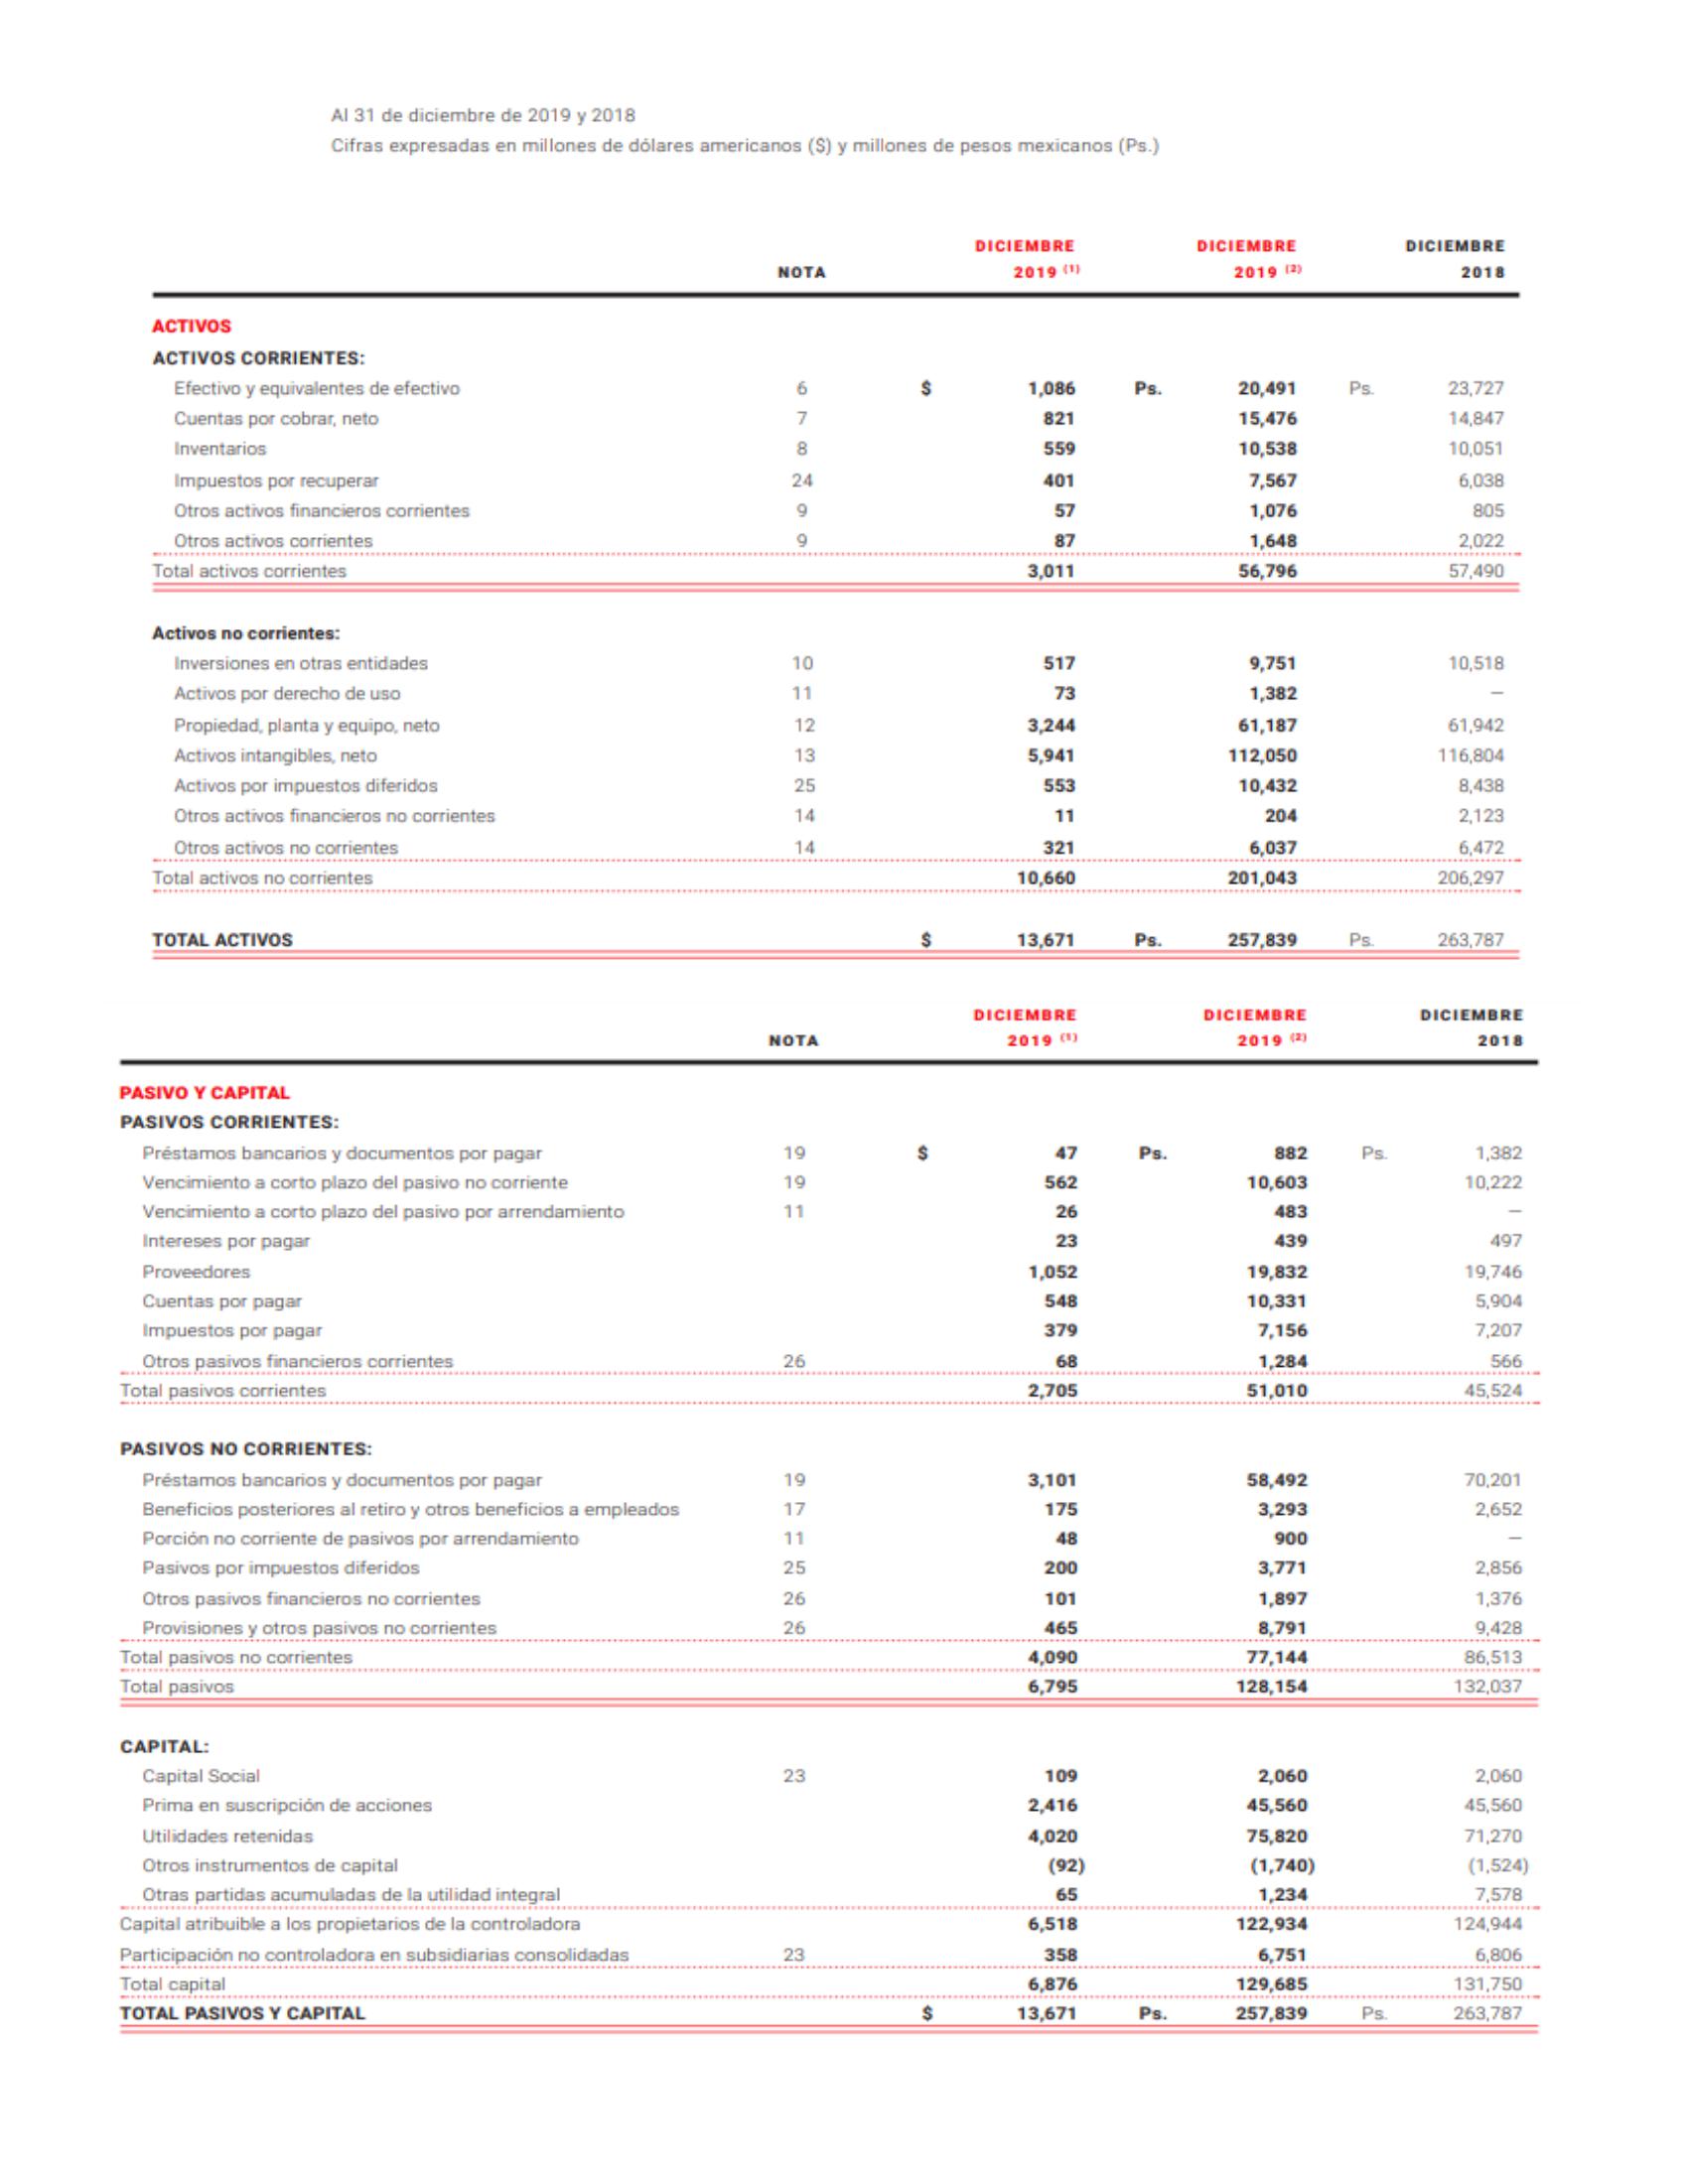 Al 31 de diciembre de 2019 y 2018
Cifras expresadas en millones de dólares americanos ($) y millones de pesos mexicanos (Ps.)
DICIEMBRE DICIEMBRE DICIEMBRE
NOTA 2019 (1) 2019 (2) 2018
ACTIVOS
ACTIVOS CORRIENTES:
Efectivo y equivalentes de efectivo 6 $ 1,086 Ps. 20,491 Ps. 23,727
Cuentas por cobrar, neto 7 821 15,476 14,847
Inventarios 8 559 10,538 10,051
Impuestos por recuperar 24 401 7,567 6,038
Otros activos financieros corrientes 9 57 1,076 805
Otros activos corrientes 9 87 1,648 2,022
Total activos corrientes 3,011 56,796 57,490
Activos no corrientes:
Inversiones en otras entidades 10 517 9,751 10,518
Activos por derecho de uso 11 73 1,382 –
Propiedad, planta y equipo, neto 12 3,244 61,187 61,942
Activos intangibles, neto 13 5,941 112,050 116,804
Activos por impuestos diferidos 25 553 10,432 8,438
Otros activos financieros no corrientes 14 11 204 2,123
Otros activos no corrientes 14 321 6,037 6,472
Total activos no corrientes 10,660 201,043 206,297
TOTAL ACTIVOS $ 13,671 Ps. 257,839 Ps. 263,787
DICIEMBRE DICIEMBRE DICIEMBRE
NOTA 2019 (1) 2019 (2) 2018
PASIVO Y CAPITAL
PASIVOS CORRIENTES:
Préstamos bancarios y documentos por pagar 19 $ 47 Ps. 882 Ps. 1,382
Vencimiento a corto plazo del pasivo no corriente 19 562 10,603 10,222
Vencimiento a corto plazo del pasivo por arrendamiento 11 26 483 –
Intereses por pagar 23 439 497
Proveedores 1,052 19,832 19,746
Cuentas por pagar 548 10,331 5,904
Impuestos por pagar 379 7,156 7,207
Otros pasivos financieros corrientes 26 68 1,284 566
Total pasivos corrientes 2,705 51,010 45,524
PASIVOS NO CORRIENTES:
Préstamos bancarios y documentos por pagar 19 3,101 58,492 70,201
Beneficios posteriores al retiro y otros beneficios a empleados 17 175 3,293 2,652
Porción no corriente de pasivos por arrendamiento 11 48 900 –
Pasivos por impuestos diferidos 25 200 3,771 2,856
Otros pasivos financieros no corrientes 26 101 1,897 1,376
Provisiones y otros pasivos no corrientes 26 465 8,791 9,428
Total pasivos no corrientes 4,090 77,144 86,513
Total pasivos 6,795 128,154 132,037
CAPITAL:
Capital Social 23 109 2,060 2,060
Prima en suscripción de acciones 2,416 45,560 45,560
Utilidades retenidas 4,020 75,820 71,270
Otros instrumentos de capital (92) (1,740) (1,524)
Otras partidas acumuladas de la utilidad integral 65 1,234 7,578
Capital atribuible a los propietarios de la controladora 6,518 122,934 124,944
Participación no controladora en subsidiarias consolidadas 23 358 6,751 6,806
Total capital 6,876 129,685 131,750
TOTAL PASIVOS Y CAPITAL $ 13,671 Ps. 257,839 Ps. 263,787